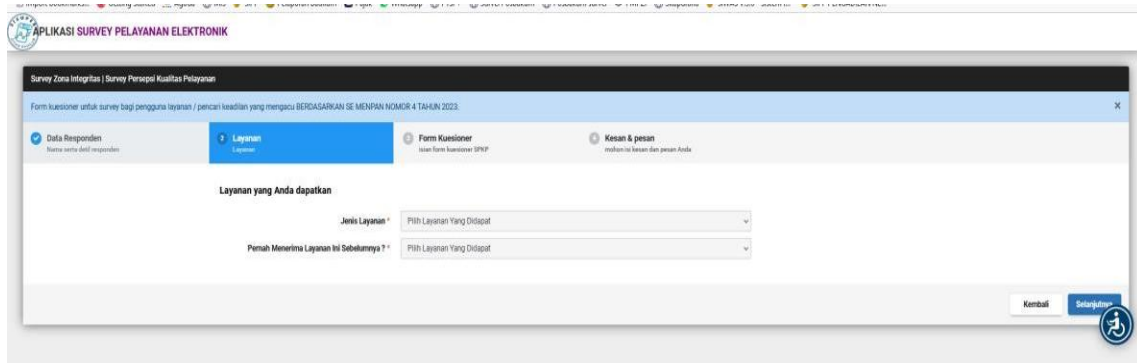 APLIKASI SURVEY PELAYANAN ELEKTRONIK
Survey Zona Integritas | Survey Persepsi Kualitas Pelayanan
Form kuesioner untuk survey bagi pengguna layanan / pencari keadilan yang mengacu BERDASARKAN SE MENPAN NOMOR 4 TAHUN 2023.
×
Data Responden
Nama serta detil responden
2 Layanan
Layanan
3 Form Kuesioner
isian form kuesioner SPKP
4 Kesan & pesan
mohon isi kesan dan pesan Anda
Layanan yang Anda dapatkan
Jenis Layanan * Pilih Layanan Yang Didapat
Pernah Menerima Layanan Ini Sebelumnya ? * Pilih Layanan Yang Didapat
Kembali Selanjutnya